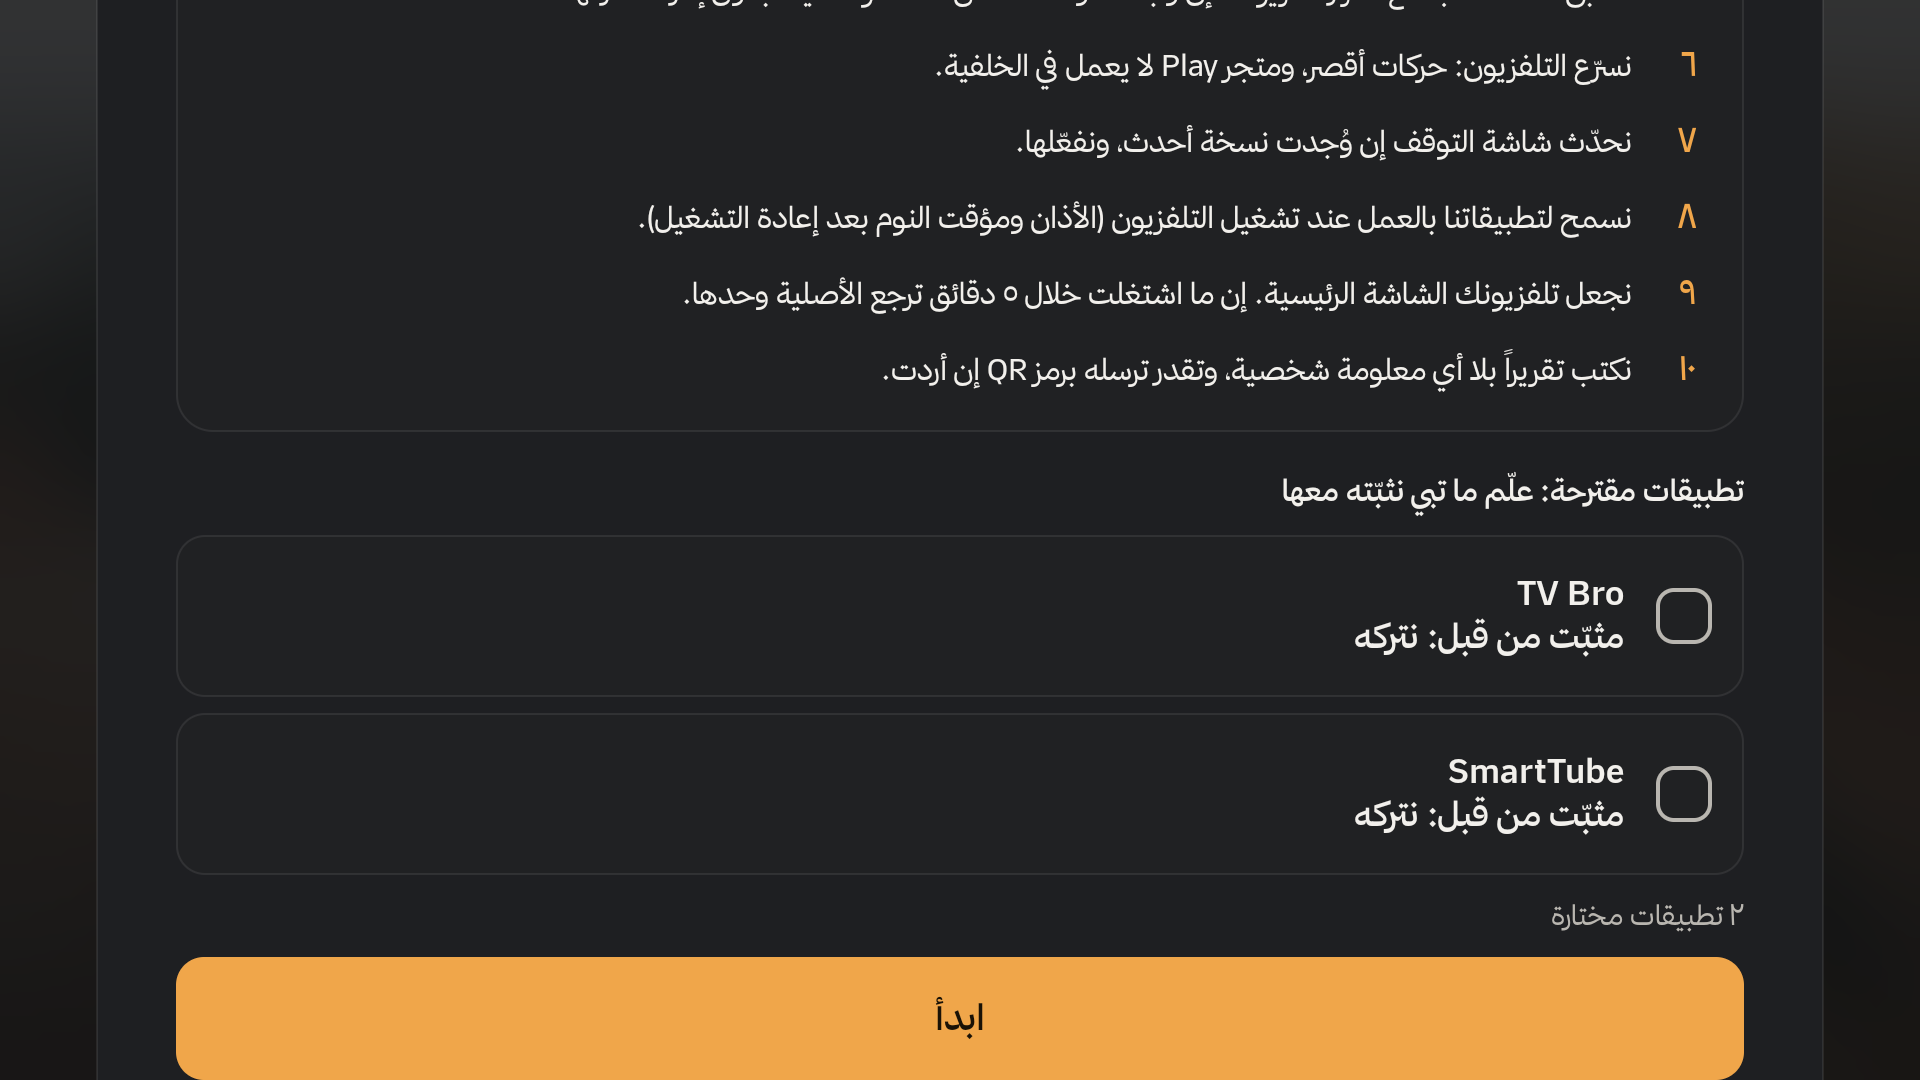 ٦ نسرّع التلفزيون: حركات أقصر، ومتجر Play لا يعمل في الخلفية.
٧ نحدّث شاشة التوقف إن وُجدت نسخة أحدث، ونفعّلها.
٨ نسمح لتطبيقاتنا بالعمل عند تشغيل التلفزيون (الأذان ومؤقت النوم بعد إعادة التشغيل).
٩ نجعل تلفزيونك الشاشة الرئيسية. إن ما اشتغلت خلال ٥ دقائق ترجع الأصلية وحدها.
١٠ نكتب تقريراً بلا أي معلومة شخصية، وتقدر ترسله برمز QR إن أردت.
تطبيقات مقترحة: علّم ما تبي نثبّته معها
TV Bro
مثبّت من قبل: نتركه
SmartTube
مثبّت من قبل: نتركه
٢ تطبيقات مختارة
ابدأ